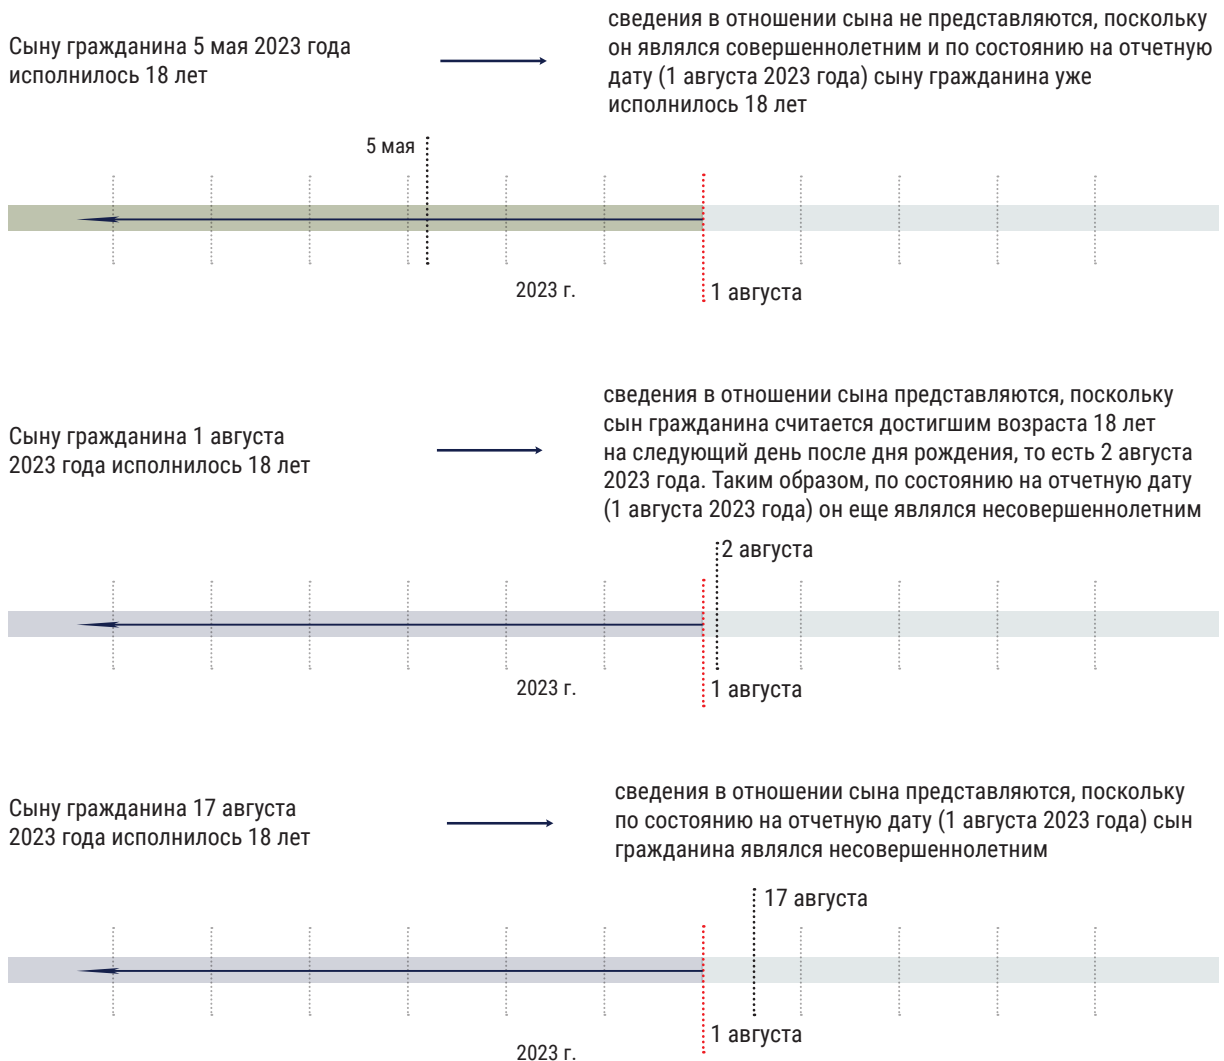 Сыну гражданина 5 мая 2023 года
исполнилось 18 лет
сведения в отношении сына не представляются, поскольку
он являлся совершеннолетним и по состоянию на отчетную
дату (1 августа 2023 года) сыну гражданина уже
исполнилось 18 лет
5 мая
2023 г.
1 августа
Сыну гражданина 1 августа
2023 года исполнилось 18 лет
сведения в отношении сына представляются, поскольку
сын гражданина считается достигшим возраста 18 лет
на следующий день после дня рождения, то есть 2 августа
2023 года. Таким образом, по состоянию на отчетную дату
(1 августа 2023 года) он еще являлся несовершеннолетним
2 августа
2023 г.
1 августа
Сыну гражданина 17 августа
2023 года исполнилось 18 лет
сведения в отношении сына представляются, поскольку
по состоянию на отчетную дату (1 августа 2023 года) сын
гражданина являлся несовершеннолетним
17 августа
1 августа
2023 г.